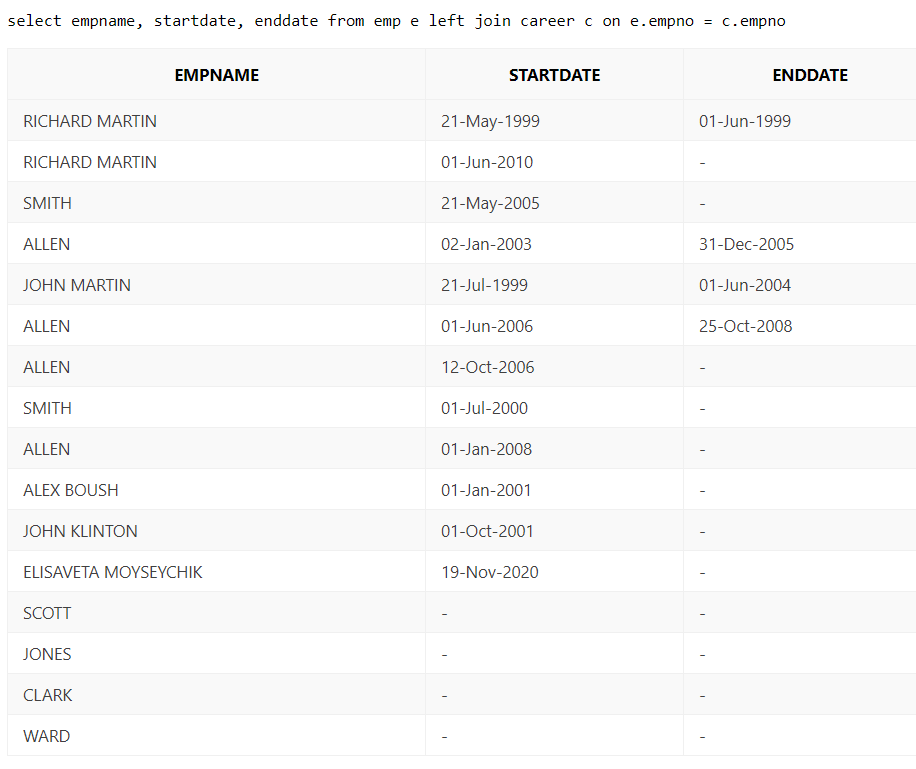 select empname, startdate, enddate from emp e left join career c on e.empno = c.empno
EMPNAME STARTDATE ENDDATE
RICHARD MARTIN 21-May-1999 01-Jun-1999
RICHARD MARTIN 01-Jun-2010 -
SMITH 21-May-2005 -
ALLEN 02-Jan-2003 31-Dec-2005
JOHN MARTIN 21-Jul-1999 01-Jun-2004
ALLEN 01-Jun-2006 25-Oct-2008
ALLEN 12-Oct-2006 -
SMITH 01-Jul-2000 -
ALLEN 01-Jan-2008 -
ALEX BOUSH 01-Jan-2001 -
JOHN KLINTON 01-Oct-2001 -
ELISAVETA MOYSEYCHIK 19-Nov-2020 -
SCOTT - -
JONES - -
CLARK - -
WARD - -